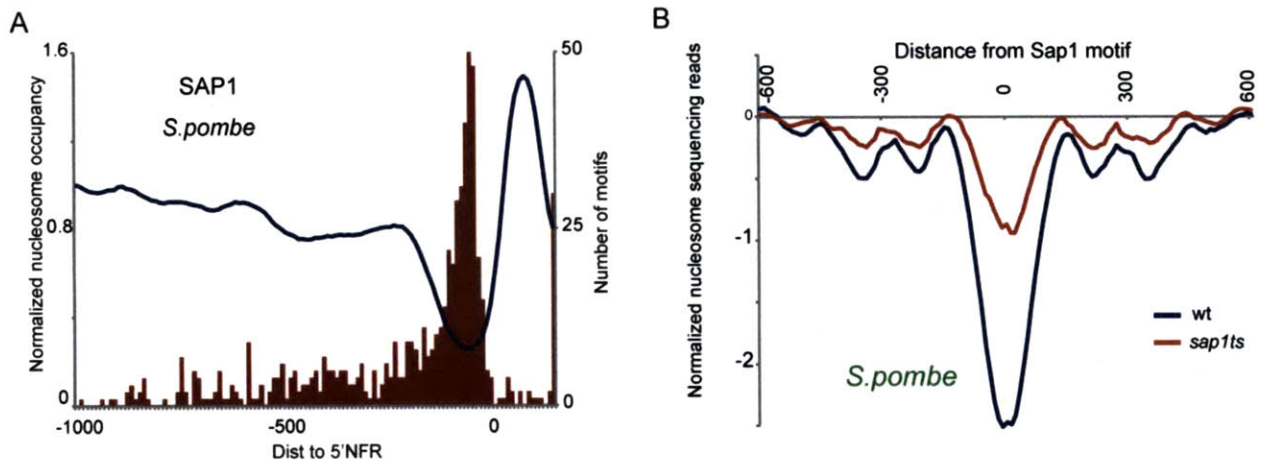 A
Normalized nucleosome occupancy
1.6
0.8
0
SAP1
S.pombe
50
25
0
Number of motifs
-1000
-500
0
Dist to 5'NFR
B
Normalized nucleosome sequencing reads
Distance from Sap1 motif
-600
-300
0
300
600
0
-1
-2
wt
sap1ts
S.pombe